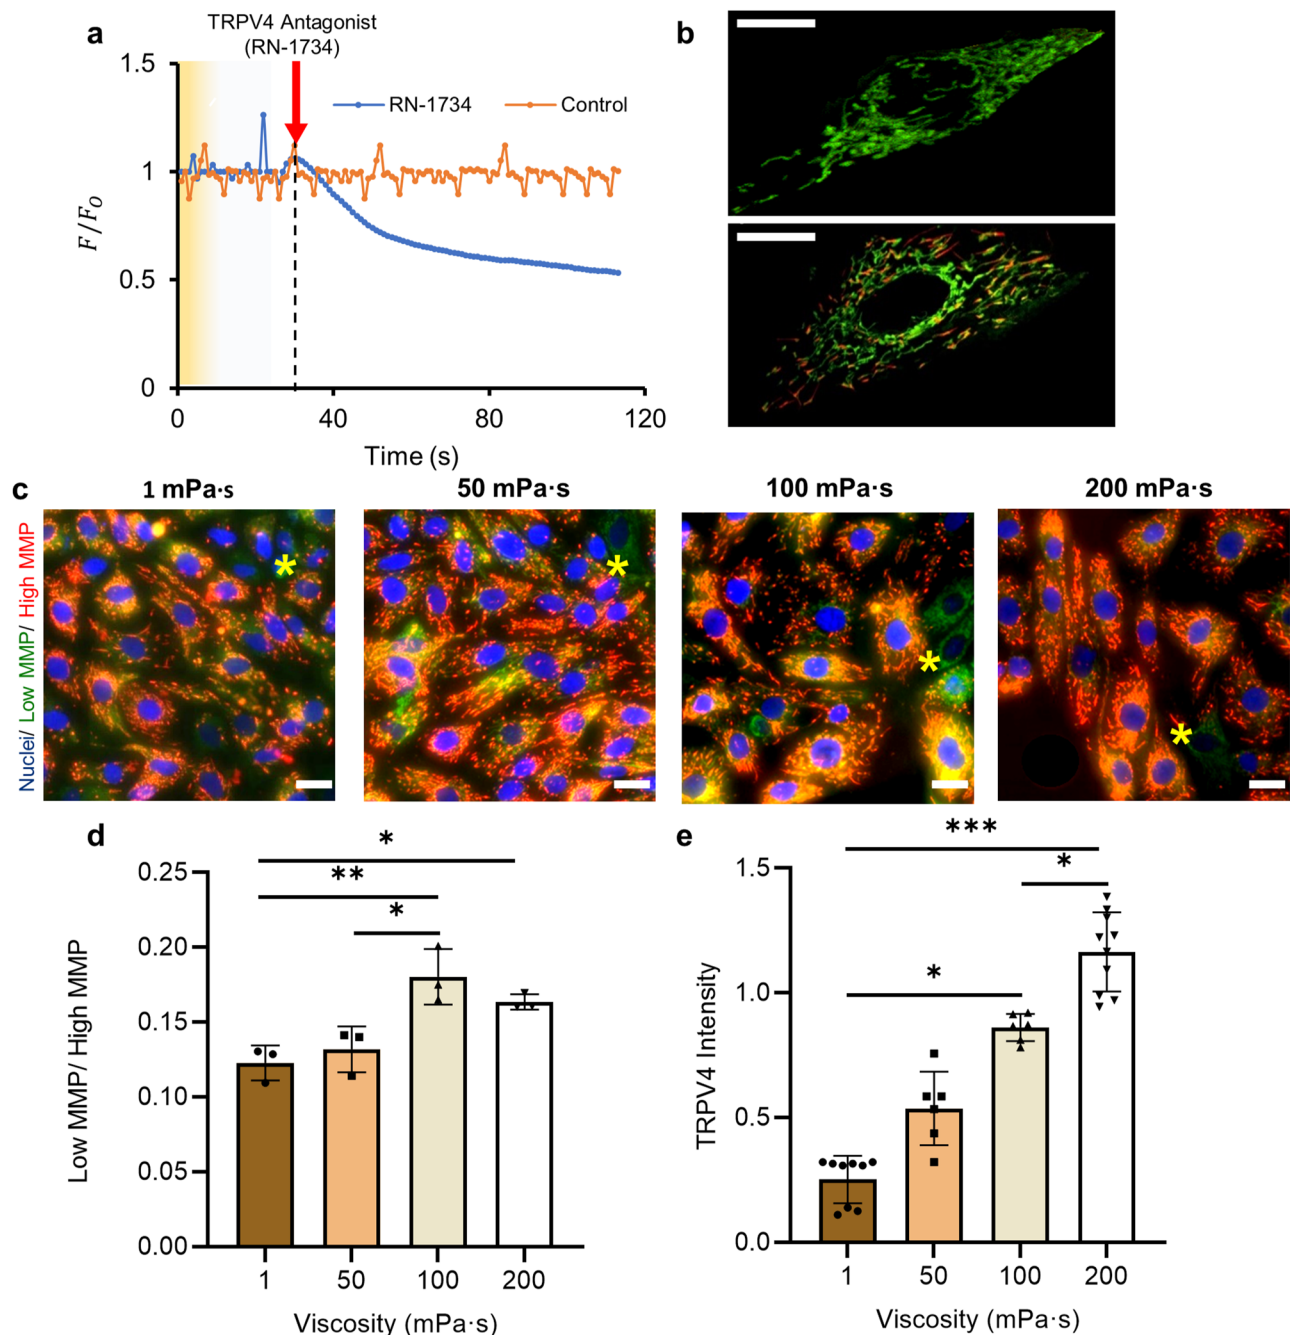 a
TRPV4 Antagonist
(RN-1734)
1.5
1
0.5
0
F/F0
RN-1734
Control
0
40
80
120
Time (s)
b
c
1 mPa·s
50 mPa·s
100 mPa·s
200 mPa·s
Nuclei/ Low MMP/ High MMP
*
*
*
*
d
*
**
*
0.25
0.20
0.15
0.10
0.05
0.00
Low MMP/ High MMP
1
50
100
200
Viscosity (mPa·s)
e
***
*
*
1.5
1.0
0.5
0.0
TRPV4 Intensity
1
50
100
200
Viscosity (mPa·s)